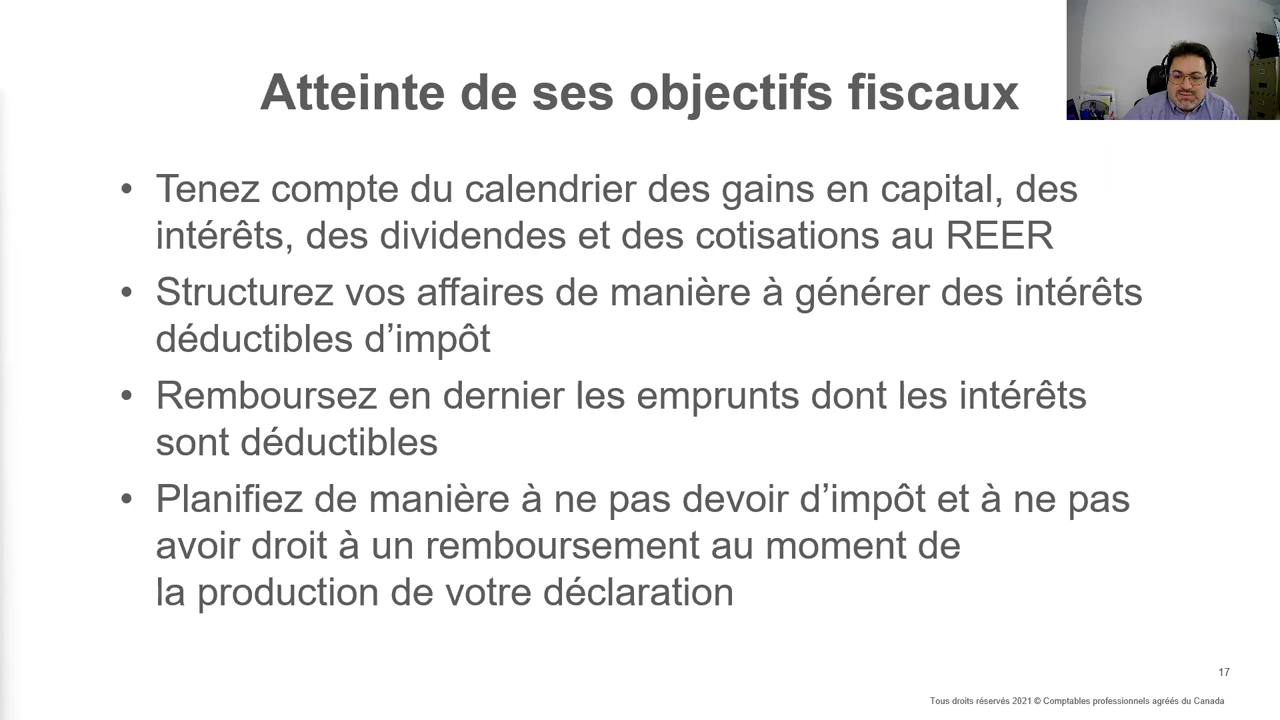 Atteinte de ses objectifs fiscaux
• Tenez compte du calendrier des gains en capital, des
intérêts, des dividendes et des cotisations au REER
• Structurez vos affaires de manière à générer des intérêts
déductibles d’impôt
• Remboursez en dernier les emprunts dont les intérêts
sont déductibles
• Planifiez de manière à ne pas devoir d’impôt et à ne pas
avoir droit à un remboursement au moment de
la production de votre déclaration
17
Tous droits réservés 2021 © Comptables professionnels agréés du Canada